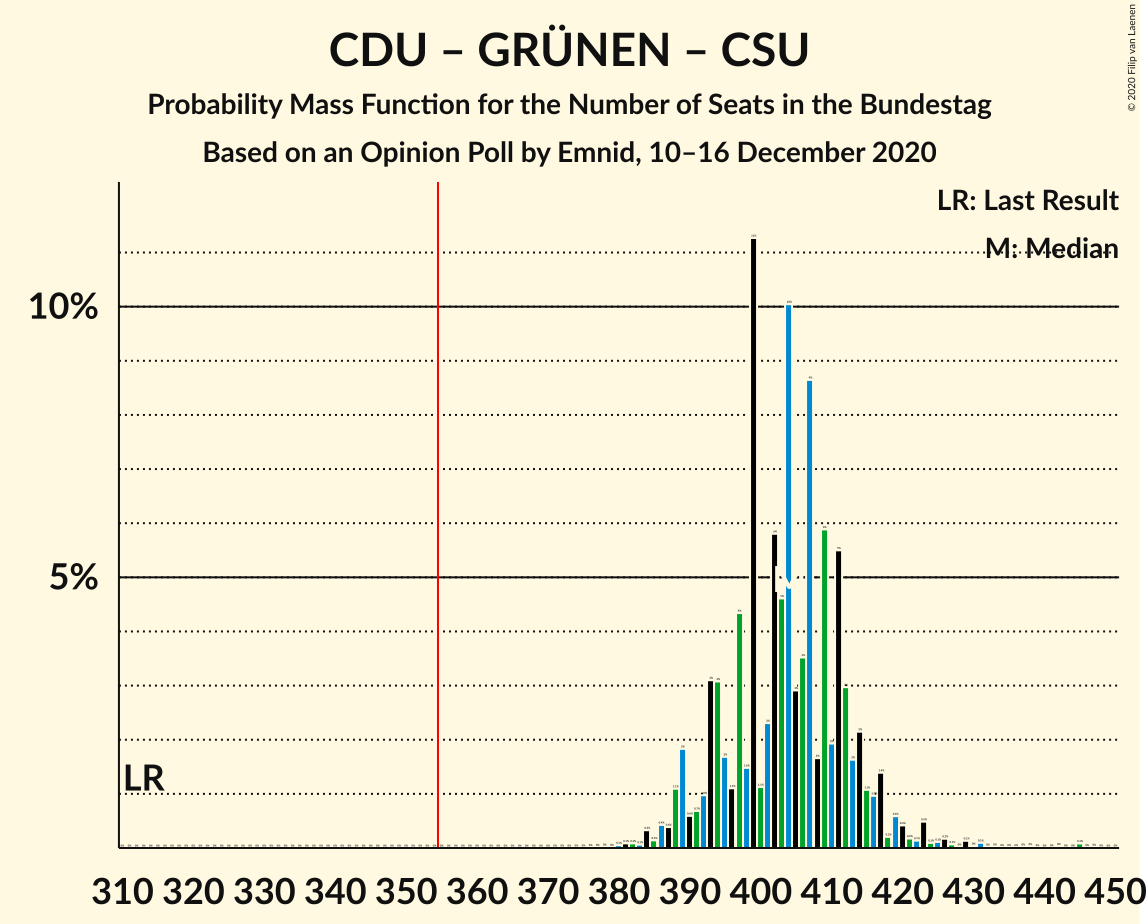 CDU – GRÜNEN – CSU
Probability Mass Function for the Number of Seats in the Bundestag
Based on an Opinion Poll by Emnid, 10–16 December 2020
© 2020 Filip van Laenen
LR: Last Result
M: Median
10%
5%
LR
M
310 320 330 340 350 360 370 380 390 400 410 420 430 440 450